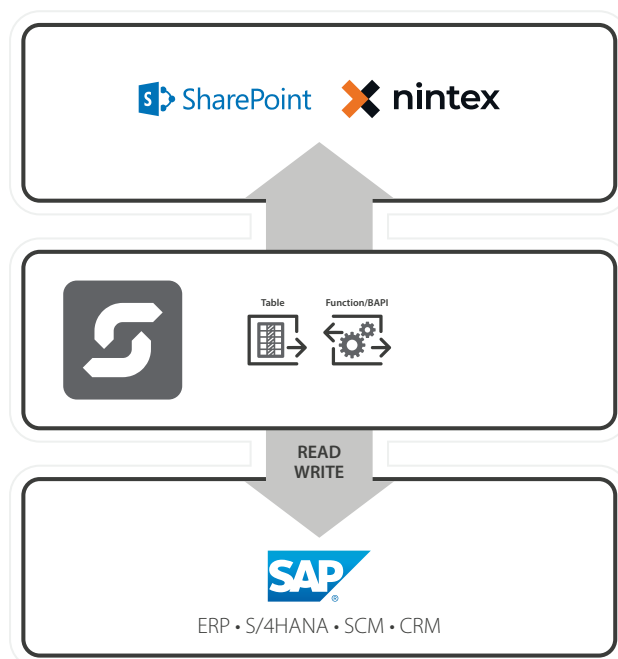 S SharePoint nintex
Table Function/BAPI
READ
WRITE
SAP®
ERP • S/4HANA • SCM • CRM